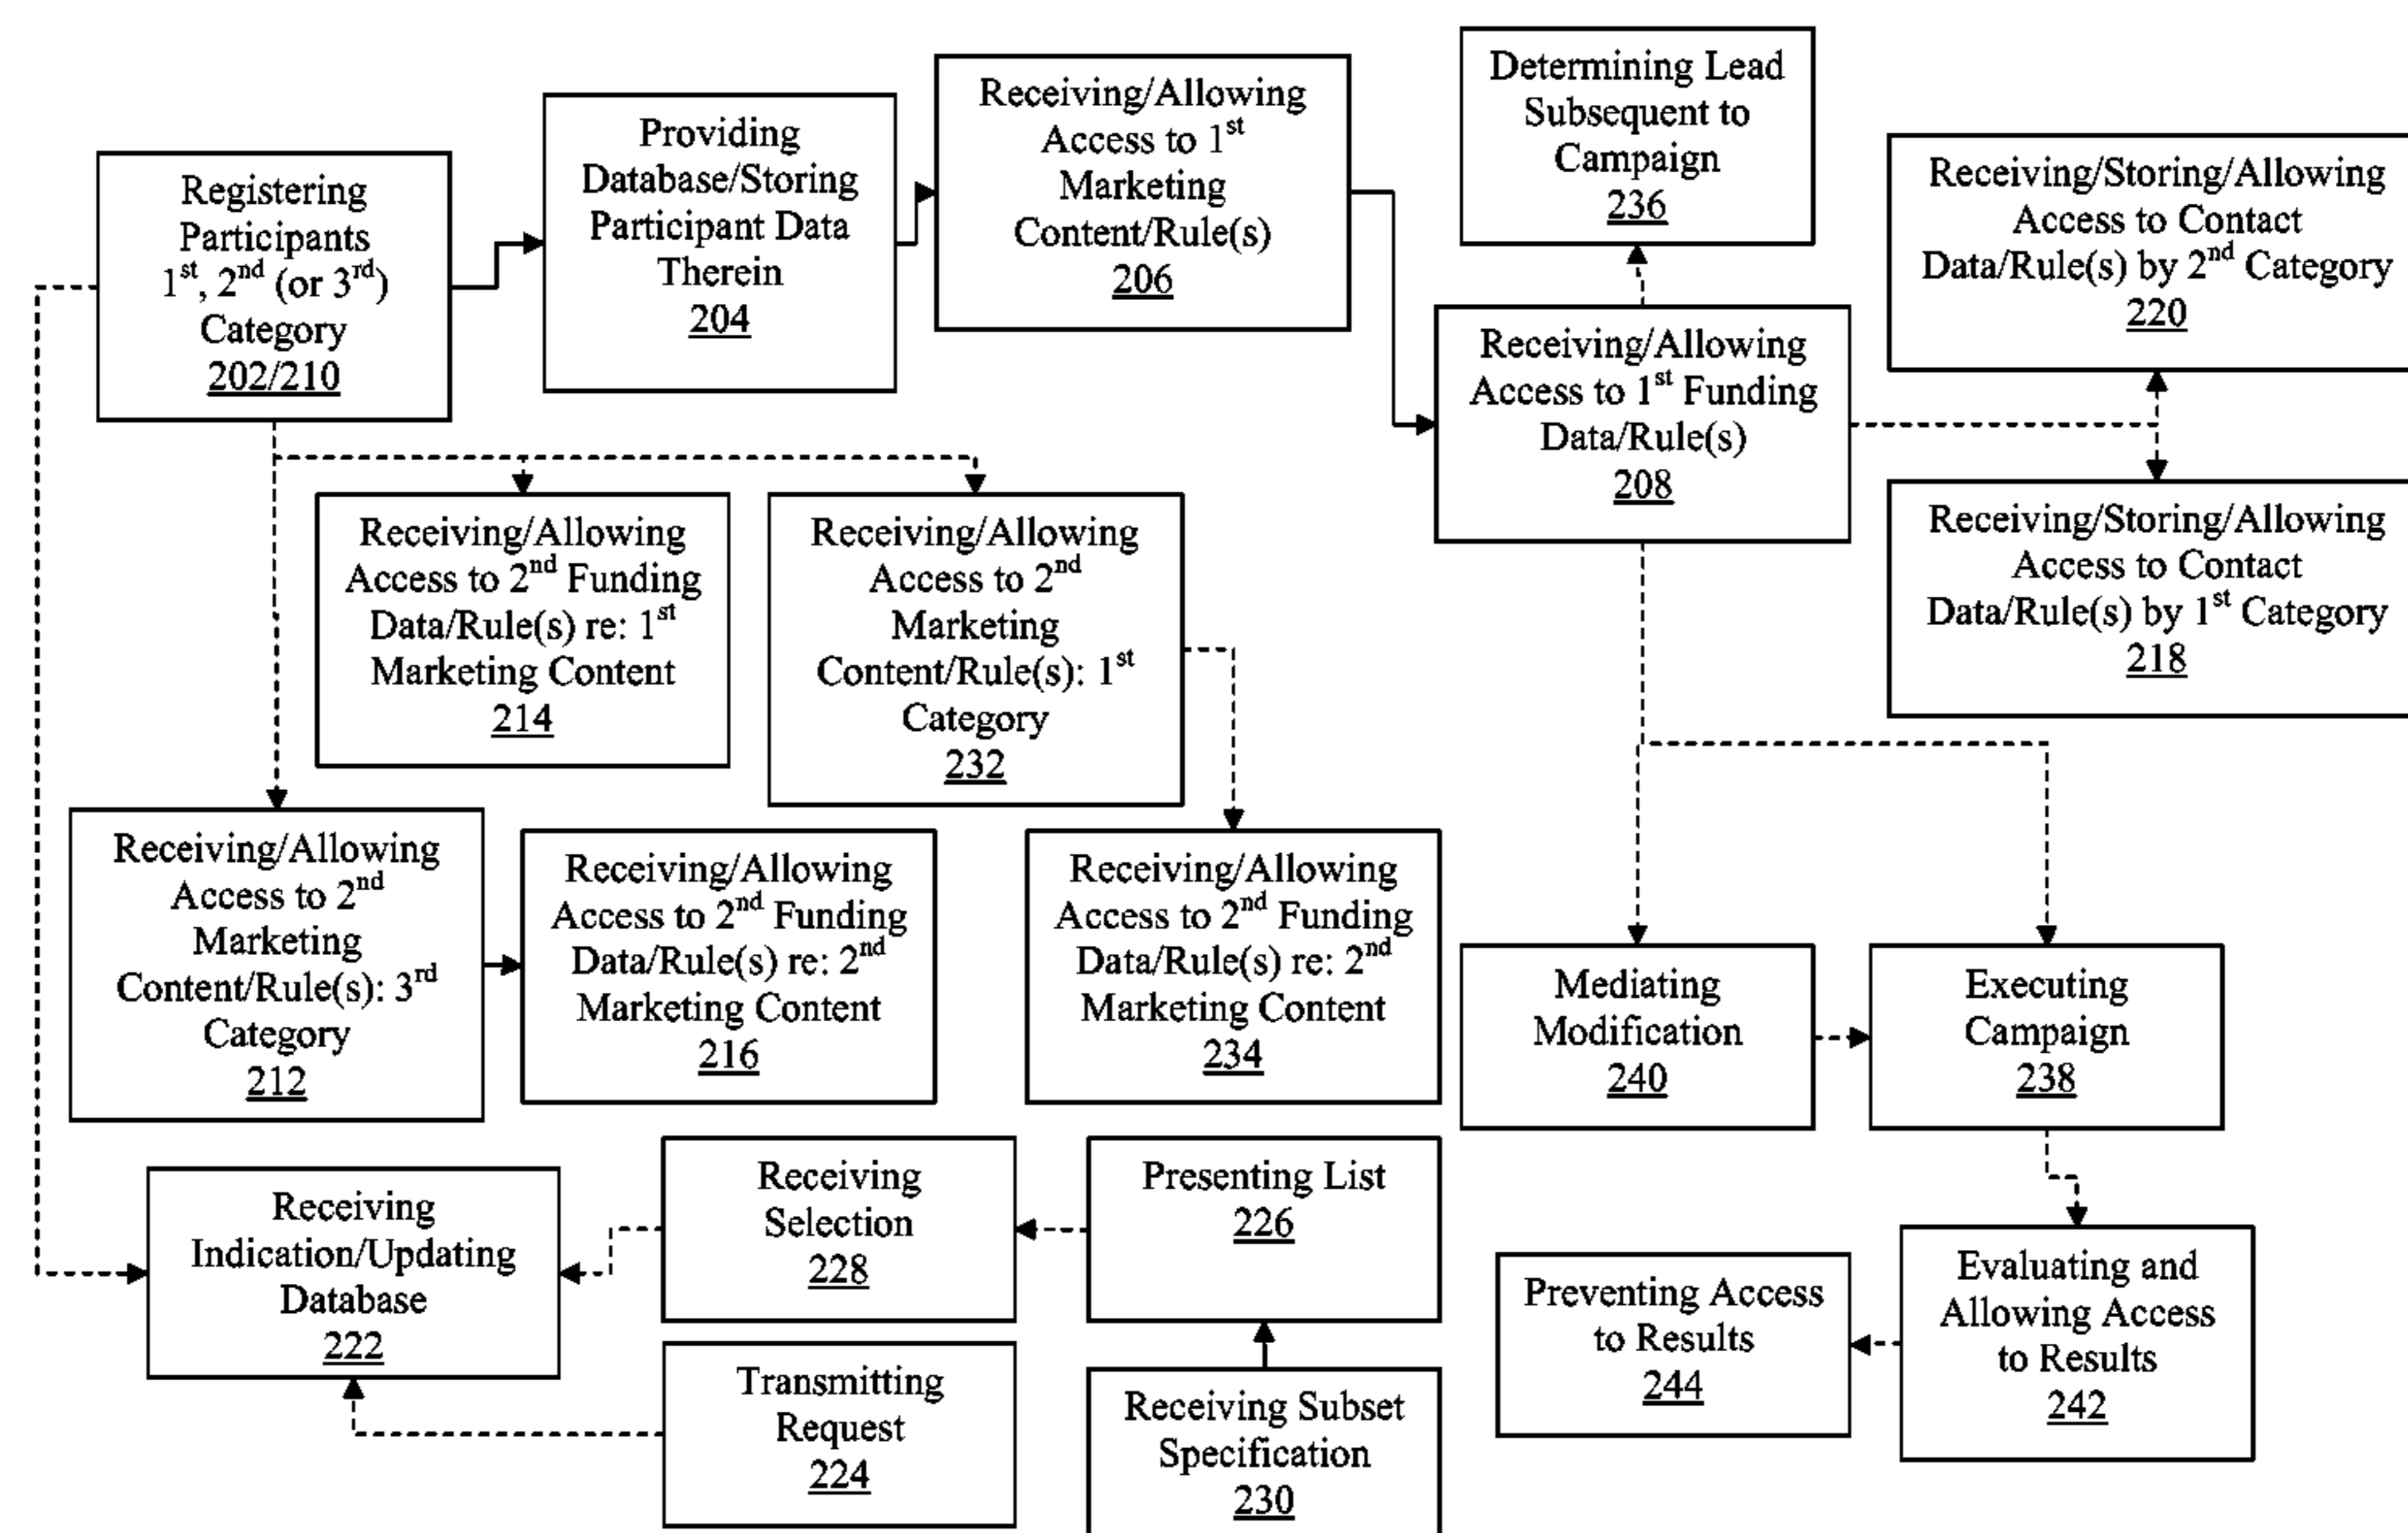 Registering
Participants
1st, 2nd (or 3rd)
Category
202/210
Providing
Database/Storing
Participant Data
Therein
204
Receiving/Allowing
Access to 1st
Marketing
Content/Rule(s)
206
Determining Lead
Subsequent to
Campaign
236
Receiving/Allowing
Access to 1st Funding
Data/Rule(s)
208
Receiving/Storing/Allowing
Access to Contact
Data/Rule(s) by 2nd Category
220
Receiving/Storing/Allowing
Access to Contact
Data/Rule(s) by 1st Category
218
Receiving/Allowing
Access to 2nd Funding
Data/Rule(s) re: 1st
Marketing Content
214
Receiving/Allowing
Access to 2nd
Marketing
Content/Rule(s): 1st
Category
232
Receiving/Allowing
Access to 2nd
Marketing
Content/Rule(s): 3rd
Category
212
Receiving/Allowing
Access to 2nd Funding
Data/Rule(s) re: 2nd
Marketing Content
216
Receiving/Allowing
Access to 2nd Funding
Data/Rule(s) re: 2nd
Marketing Content
234
Mediating
Modification
240
Executing
Campaign
238
Receiving
Indication/Updating
Database
222
Receiving
Selection
228
Presenting List
226
Transmitting
Request
224
Receiving Subset
Specification
230
Preventing Access
to Results
244
Evaluating and
Allowing Access
to Results
242